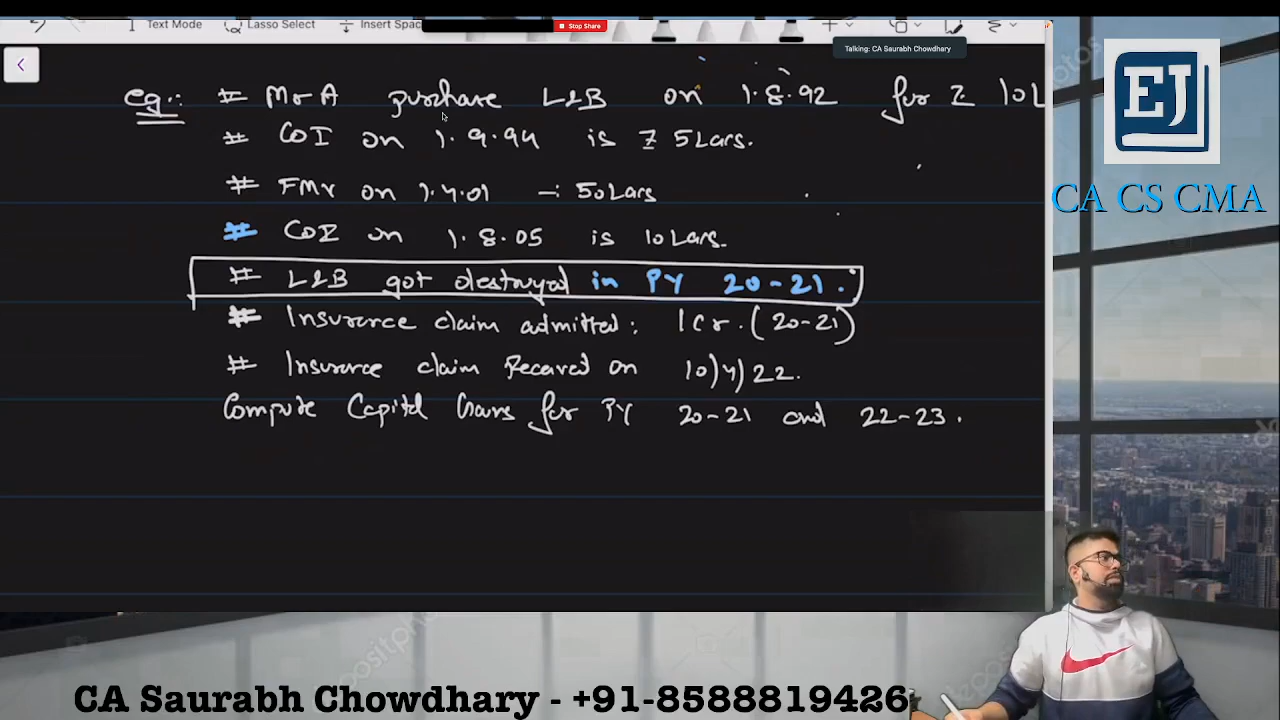 Text Mode Lasso Select Insert Spac Stop Share
Talking: CA Saurabh Chowdhary
eg.: # Mr A purchase L&B on 1.8.92 for ₹ 10L
# COI on 1.9.94 is ₹ 5Lacs.
# FMV on 1.4.01 -: 50Lacs
# COI on 1.8.05 is 10Lacs.
# L&B got destroyed in PY 20-21.
# Insurance claim admitted: 1Cr. (20-21)
# Insurance claim Received on 10/4/22.
Compute Capital Gains for PY 20-21 and 22-23.
EJ
CA CS CMA
CA Saurabh Chowdhary - +91-8588819426